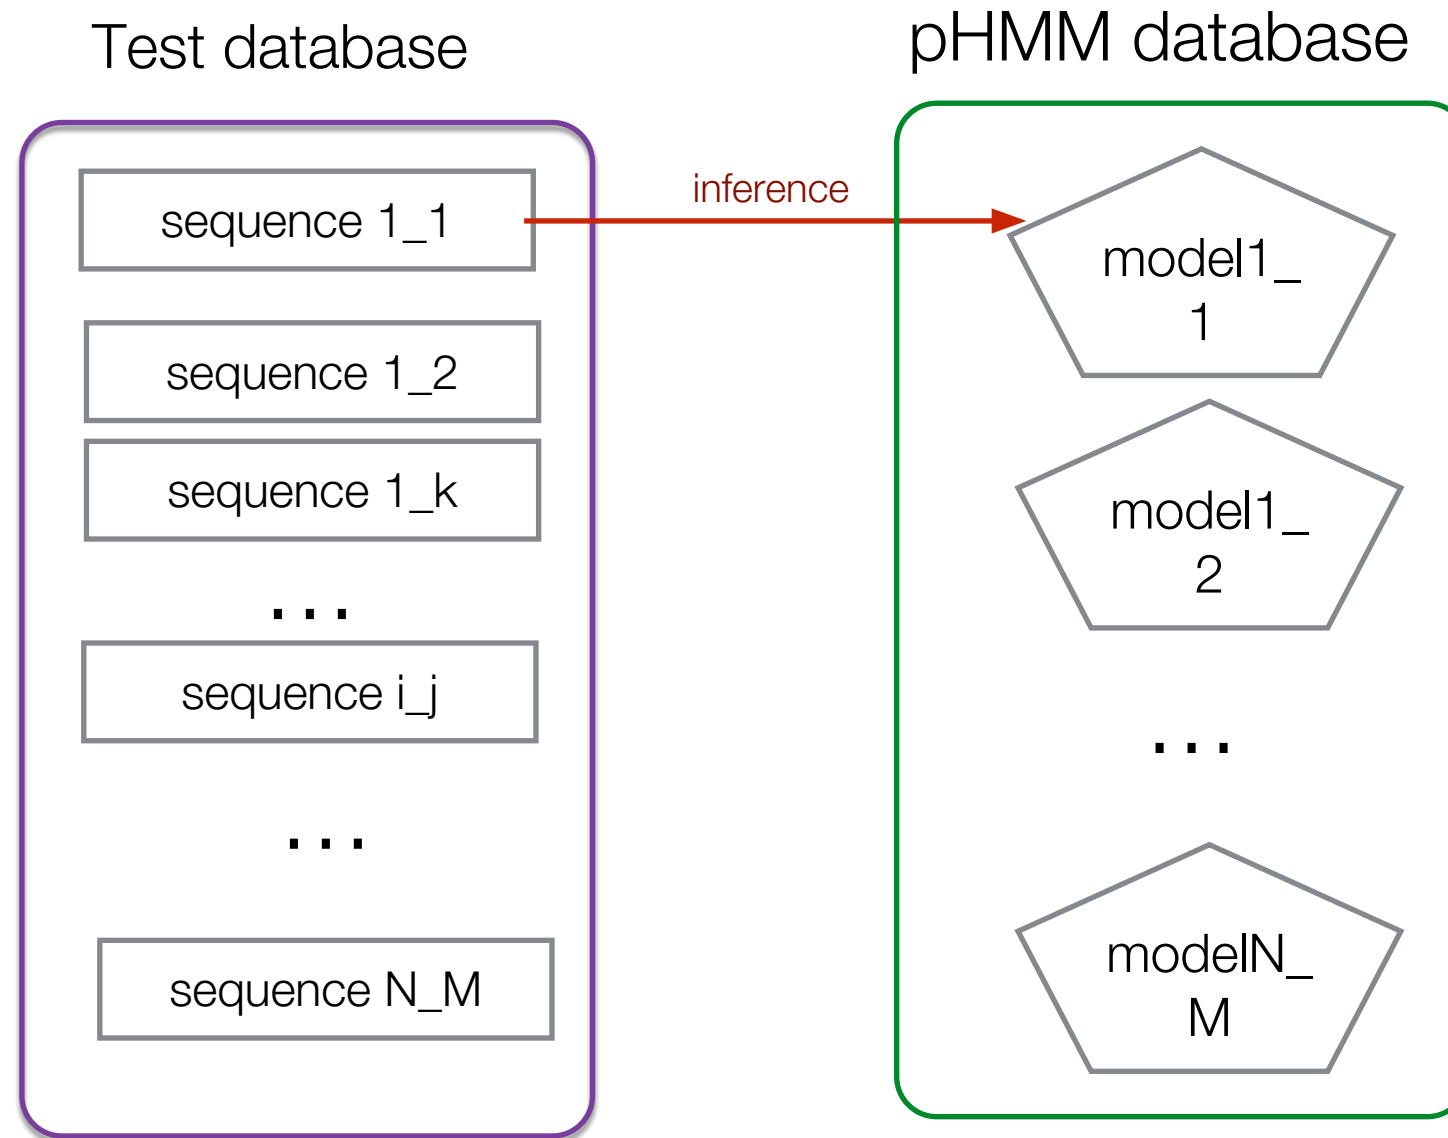 Test database
pHMM database
sequence 1_1
inference
model1_
1
sequence 1_2
sequence 1_k
model1_
2
...
sequence i_j
...
...
sequence N_M
modelN_
M